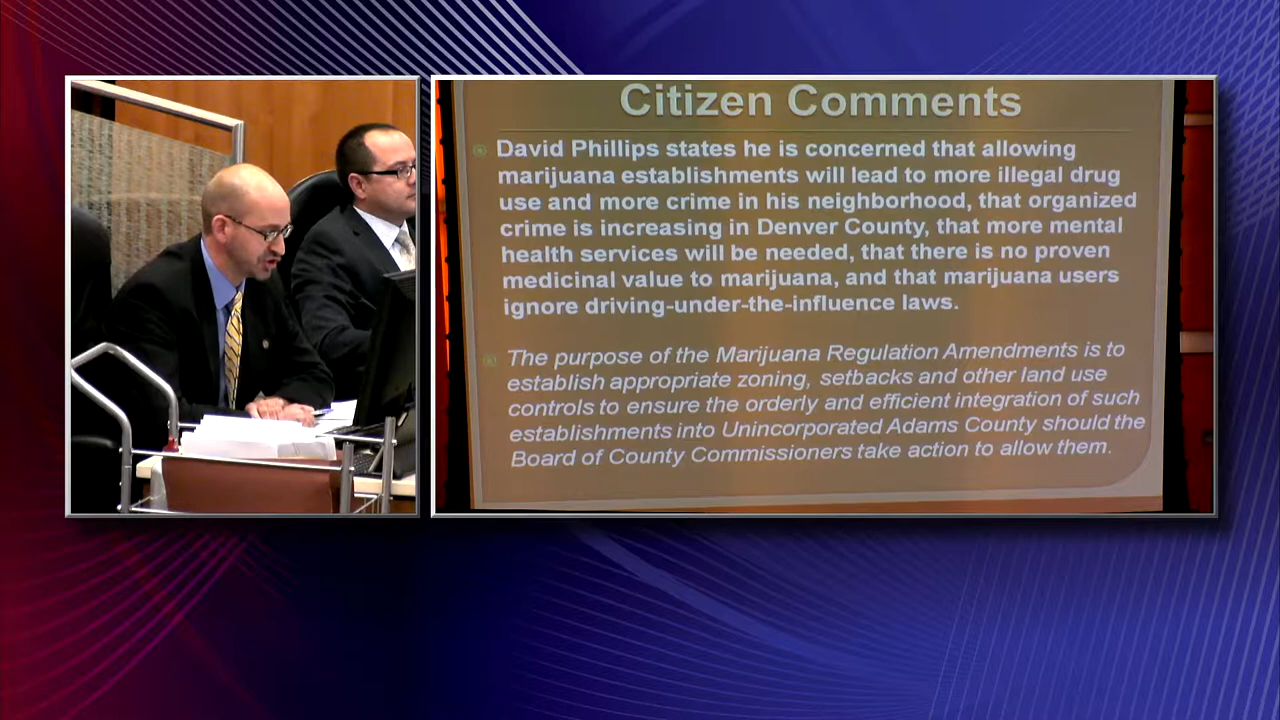 Citizen Comments
David Phillips states he is concerned that allowing
marijuana establishments will lead to more illegal drug
use and more crime in his neighborhood, that organized
crime is increasing in Denver County, that more mental
health services will be needed, that there is no proven
medicinal value to marijuana, and that marijuana users
ignore driving-under-the-influence laws.
The purpose of the Marijuana Regulation Amendments is to
establish appropriate zoning, setbacks and other land use
controls to ensure the orderly and efficient integration of such
establishments into Unincorporated Adams County should the
Board of County Commissioners take action to allow them.